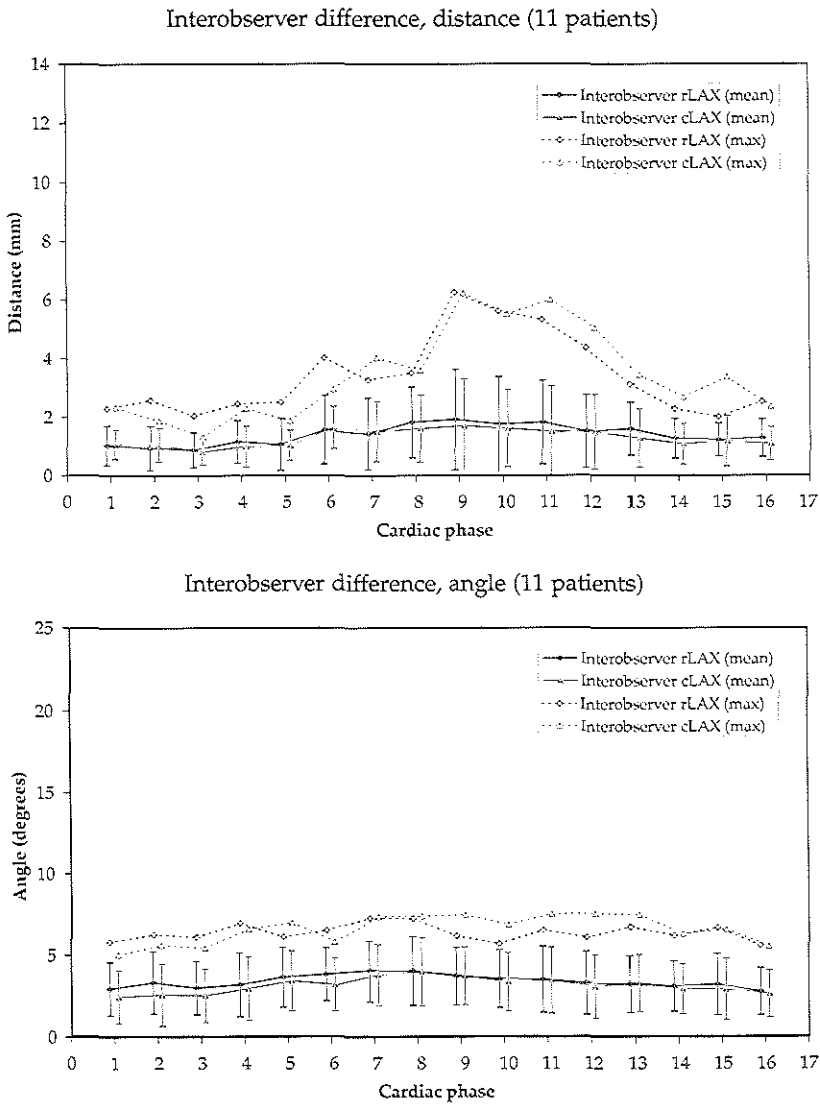 Interobserver difference, distance (11 patients)
14
12
10
8
6
4
2
0
Distance (mm)
Interobserver rLAX (mean)
Interobserver cLAX (mean)
Interobserver rLAX (max)
Interobserver cLAX (max)
0 1 2 3 4 5 6 7 8 9 10 11 12 13 14 15 16 17
Cardiac phase
Interobserver difference, angle (11 patients)
25
20
15
10
5
0
Angle (degrees)
Interobserver rLAX (mean)
Interobserver cLAX (mean)
Interobserver rLAX (max)
Interobserver cLAX (max)
0 1 2 3 4 5 6 7 8 9 10 11 12 13 14 15 16 17
Cardiac phase